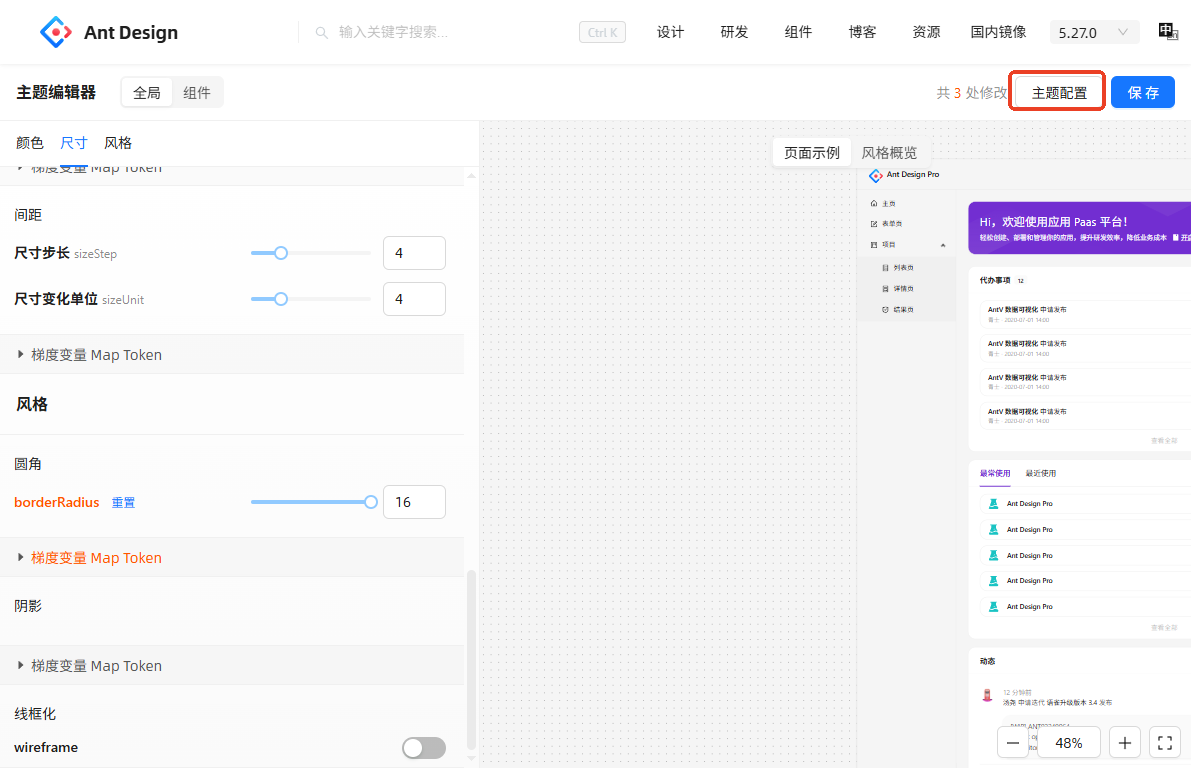 Ant Design
输入关键字搜索...
Ctrl K
设计
研发
组件
博客
资源
国内镜像
5.27.0
中
主题编辑器
全局
组件
共 3 处修改
主题配置
保 存
颜色
尺寸
风格
梯度变量 Map Token
间距
尺寸步长 sizeStep
4
尺寸变化单位 sizeUnit
4
梯度变量 Map Token
风格
圆角
borderRadius 重置
16
梯度变量 Map Token
阴影
梯度变量 Map Token
线框化
wireframe
页面示例
风格概览
Ant Design Pro
主页
表单页
项目
列表页
详情页
结果页
Hi，欢迎使用应用 Paas 平台！
轻松创建、部署和管理你的应用，提升研发效率，降低业务成本
代办事项 12
AntV 数据可视化 申请发布
2020-07-01 14:00
AntV 数据可视化 申请发布
2020-07-01 14:00
AntV 数据可视化 申请发布
2020-07-01 14:00
AntV 数据可视化 申请发布
2020-07-01 14:00
查看全部
最常使用
最近使用
Ant Design Pro
Ant Design Pro
Ant Design Pro
Ant Design Pro
Ant Design Pro
查看全部
动态
12 分钟前
汤尧 申请迭代 语雀升级版本 3.4 发布
48%